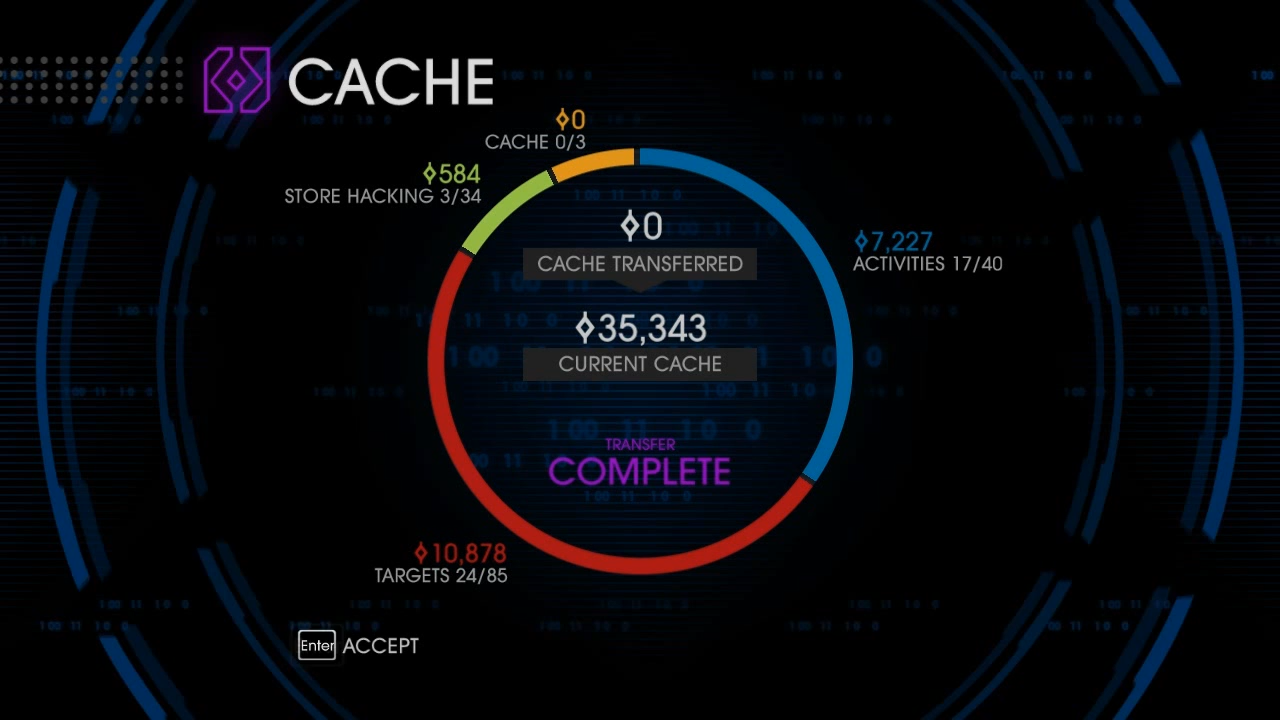 CACHE
0
CACHE 0/3
584
STORE HACKING 3/34
0
CACHE TRANSFERRED
7,227
ACTIVITIES 17/40
35,343
CURRENT CACHE
TRANSFER
COMPLETE
10,878
TARGETS 24/85
Enter ACCEPT